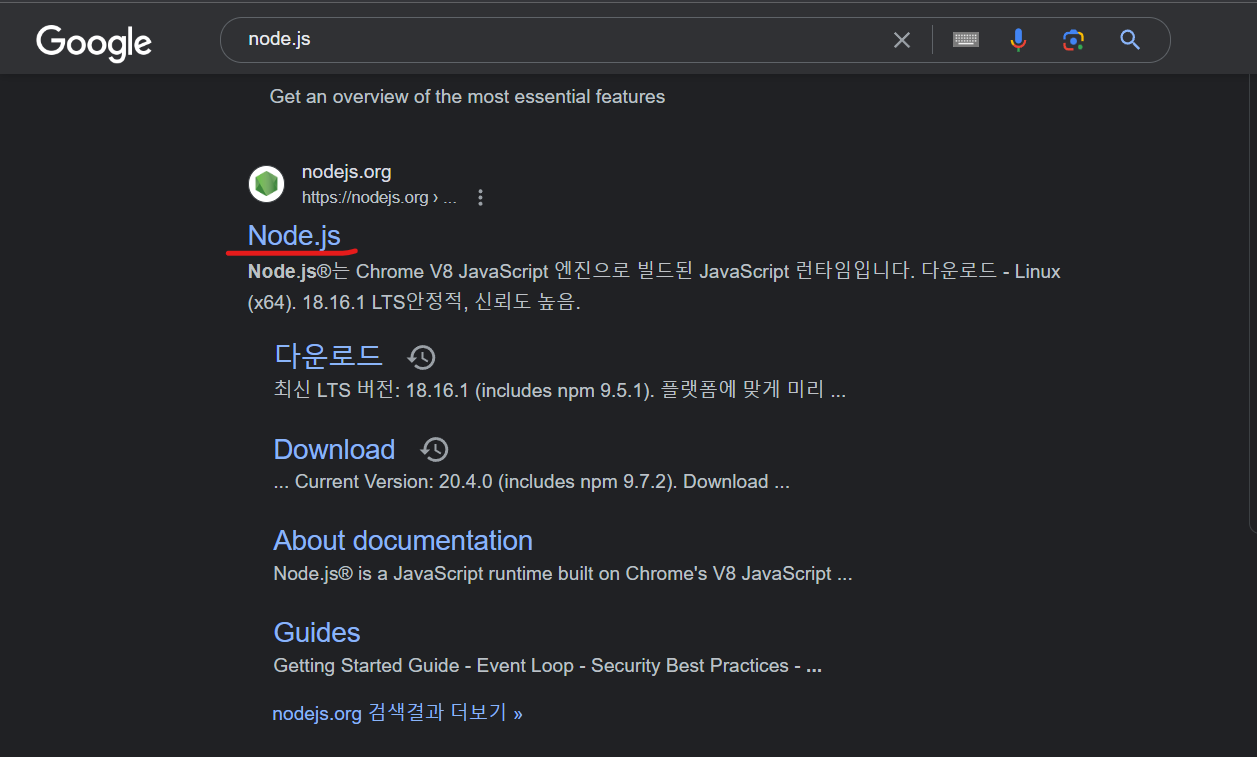 Google
node.js
Get an overview of the most essential features
nodejs.org
https://nodejs.org › ...
Node.js
Node.js®는 Chrome V8 JavaScript 엔진으로 빌드된 JavaScript 런타임입니다. 다운로드 - Linux
(x64). 18.16.1 LTS안정적, 신뢰도 높음.
다운로드
최신 LTS 버전: 18.16.1 (includes npm 9.5.1). 플랫폼에 맞게 미리 ...
Download
... Current Version: 20.4.0 (includes npm 9.7.2). Download ...
About documentation
Node.js® is a JavaScript runtime built on Chrome's V8 JavaScript ...
Guides
Getting Started Guide - Event Loop - Security Best Practices - ...
nodejs.org 검색결과 더보기 »